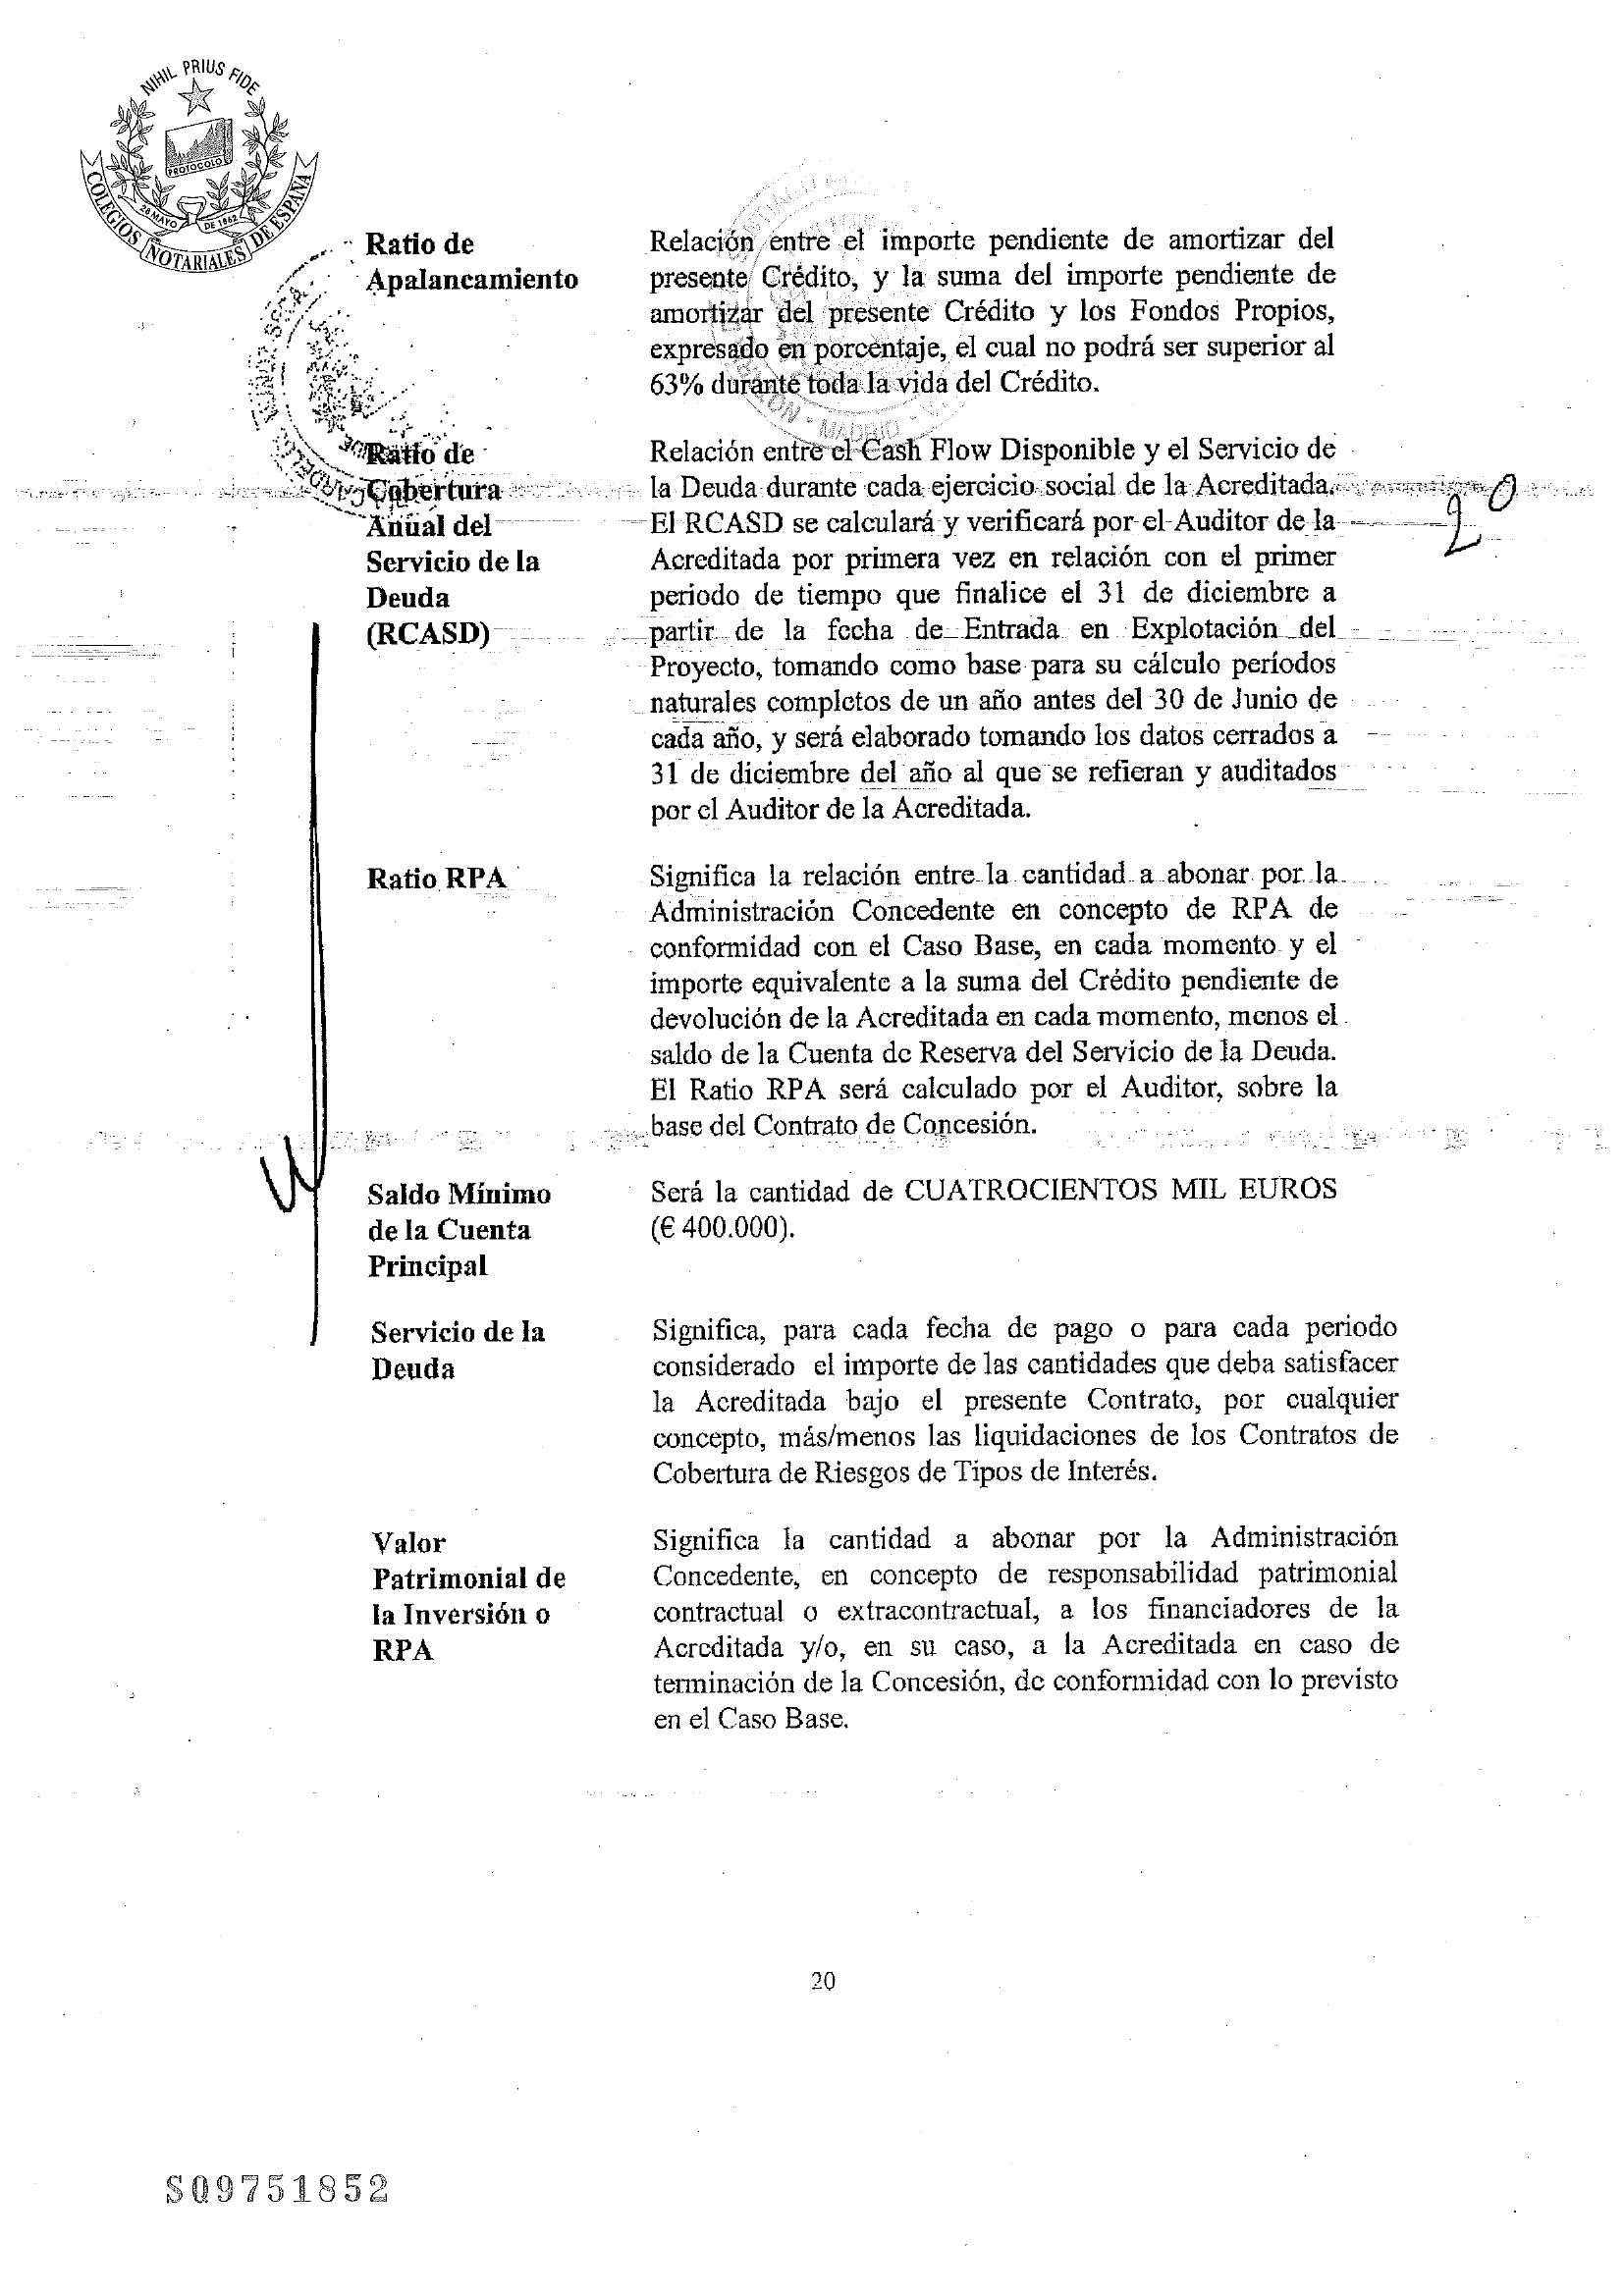 NIHIL PRIUS FIDE
PROTOCOLO
28 MAYO DE 1862
COLEGIOS NOTARIALES DE ESPAÑA
Ratio de
Apalancamiento
Relación entre el importe pendiente de amortizar del
presente Crédito, y la suma del importe pendiente de
amortizar del presente Crédito y los Fondos Propios,
expresado en porcentaje, el cual no podrá ser superior al
63% durante toda la vida del Crédito.
MADRID
Ratio de
Cobertura
Anual del
Servicio de la
Deuda
(RCASD)
Relación entre el Cash Flow Disponible y el Servicio de
la Deuda durante cada ejercicio social de la Acreditada.
El RCASD se calculará y verificará por el Auditor de la
Acreditada por primera vez en relación con el primer
periodo de tiempo que finalice el 31 de diciembre a
partir de la fecha de Entrada en Explotación del
Proyecto, tomando como base para su cálculo períodos
naturales completos de un año antes del 30 de Junio de
cada año, y será elaborado tomando los datos cerrados a
31 de diciembre del año al que se refieran y auditados
por el Auditor de la Acreditada.
20
Ratio RPA
Significa la relación entre la cantidad a abonar por la
Administración Concedente en concepto de RPA de
conformidad con el Caso Base, en cada momento y el
importe equivalente a la suma del Crédito pendiente de
devolución de la Acreditada en cada momento, menos el
saldo de la Cuenta de Reserva del Servicio de la Deuda.
El Ratio RPA será calculado por el Auditor, sobre la
base del Contrato de Concesión.
Saldo Mínimo
de la Cuenta
Principal
Será la cantidad de CUATROCIENTOS MIL EUROS
(€ 400.000).
Servicio de la
Deuda
Significa, para cada fecha de pago o para cada periodo
considerado el importe de las cantidades que deba satisfacer
la Acreditada bajo el presente Contrato, por cualquier
concepto, más/menos las liquidaciones de los Contratos de
Cobertura de Riesgos de Tipos de Interés.
Valor
Patrimonial de
la Inversión o
RPA
Significa la cantidad a abonar por la Administración
Concedente, en concepto de responsabilidad patrimonial
contractual o extracontractual, a los financiadores de la
Acreditada y/o, en su caso, a la Acreditada en caso de
terminación de la Concesión, de conformidad con lo previsto
en el Caso Base.
20
SQ9751852